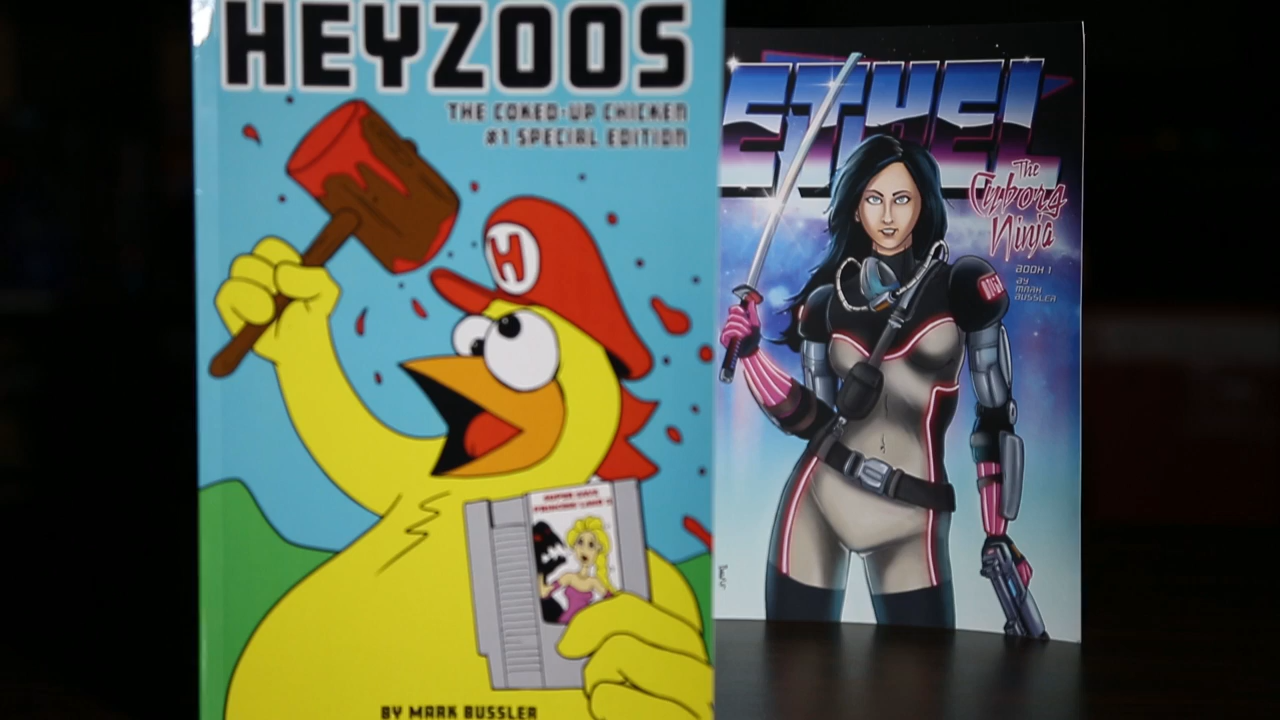 HEYZOOS
THE COKED-UP CHICKEN
#1 SPECIAL EDITION
H
BY MARK BUSSLER
ETHEL
The
Cyborg
Ninja
BOOK 1
BY
MARK
BUSSLER